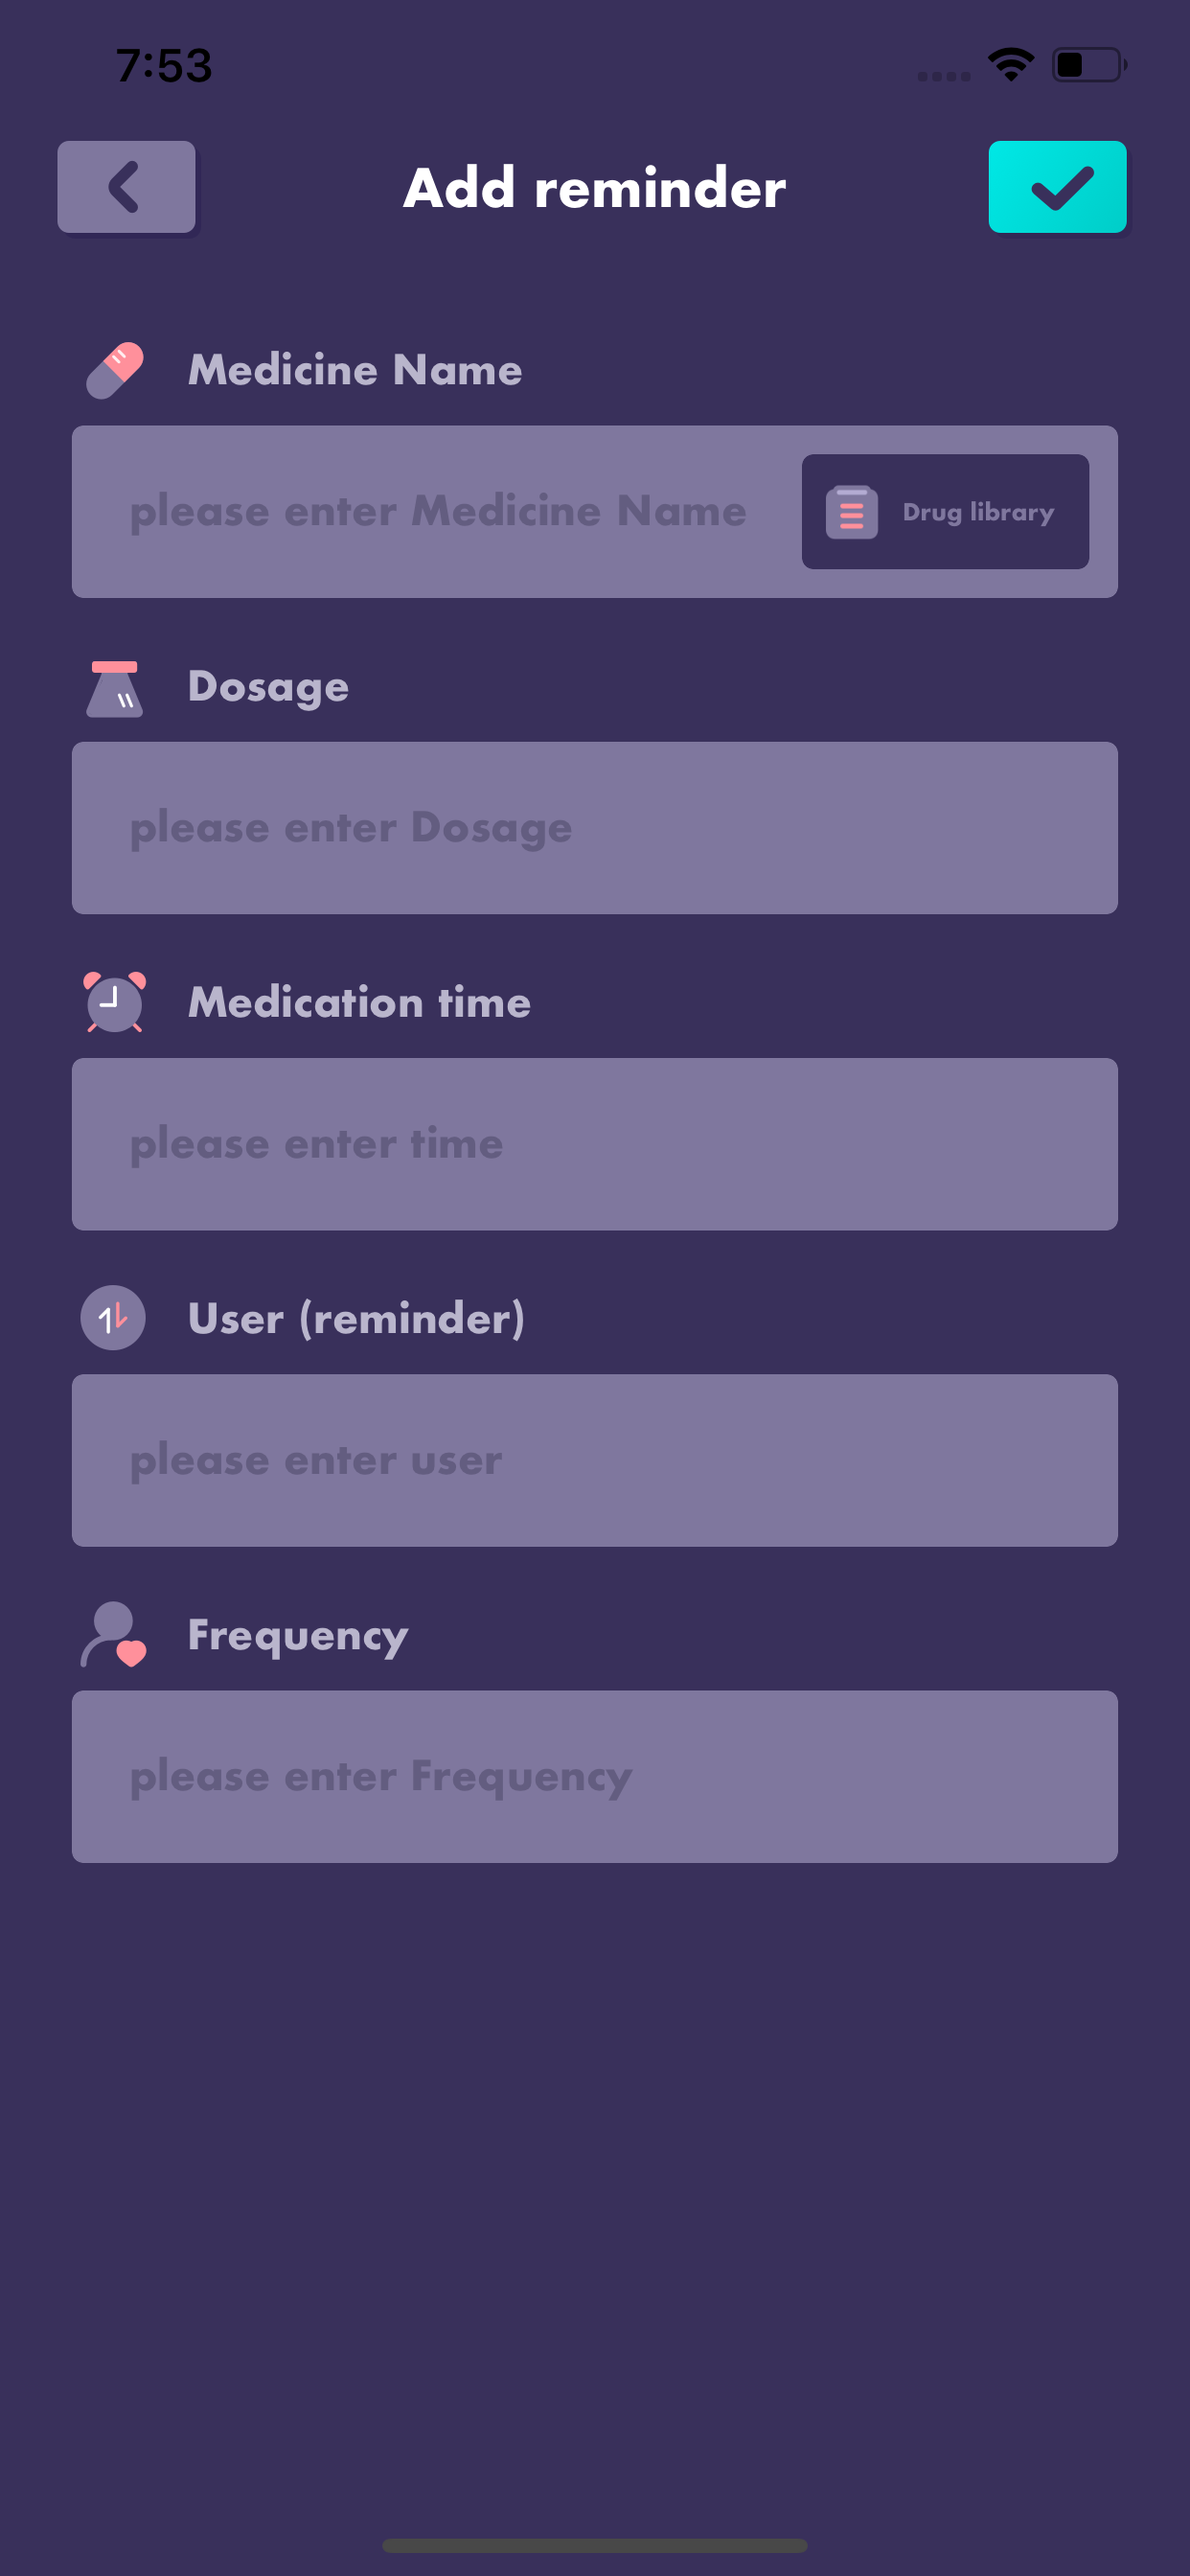 7:53
Add reminder
Medicine Name
please enter Medicine Name
Drug library
Dosage
please enter Dosage
Medication time
please enter time
User (reminder)
please enter user
Frequency
please enter Frequency